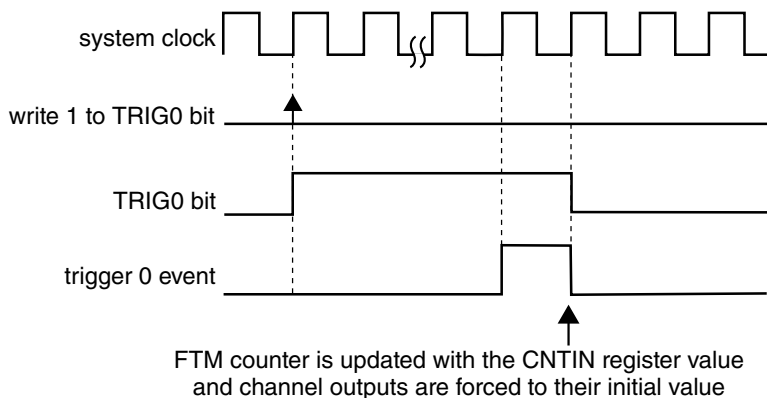 system clock
write 1 to TRIG0 bit
TRIG0 bit
trigger 0 event
FTM counter is updated with the CNTIN register value
and channel outputs are forced to their initial value